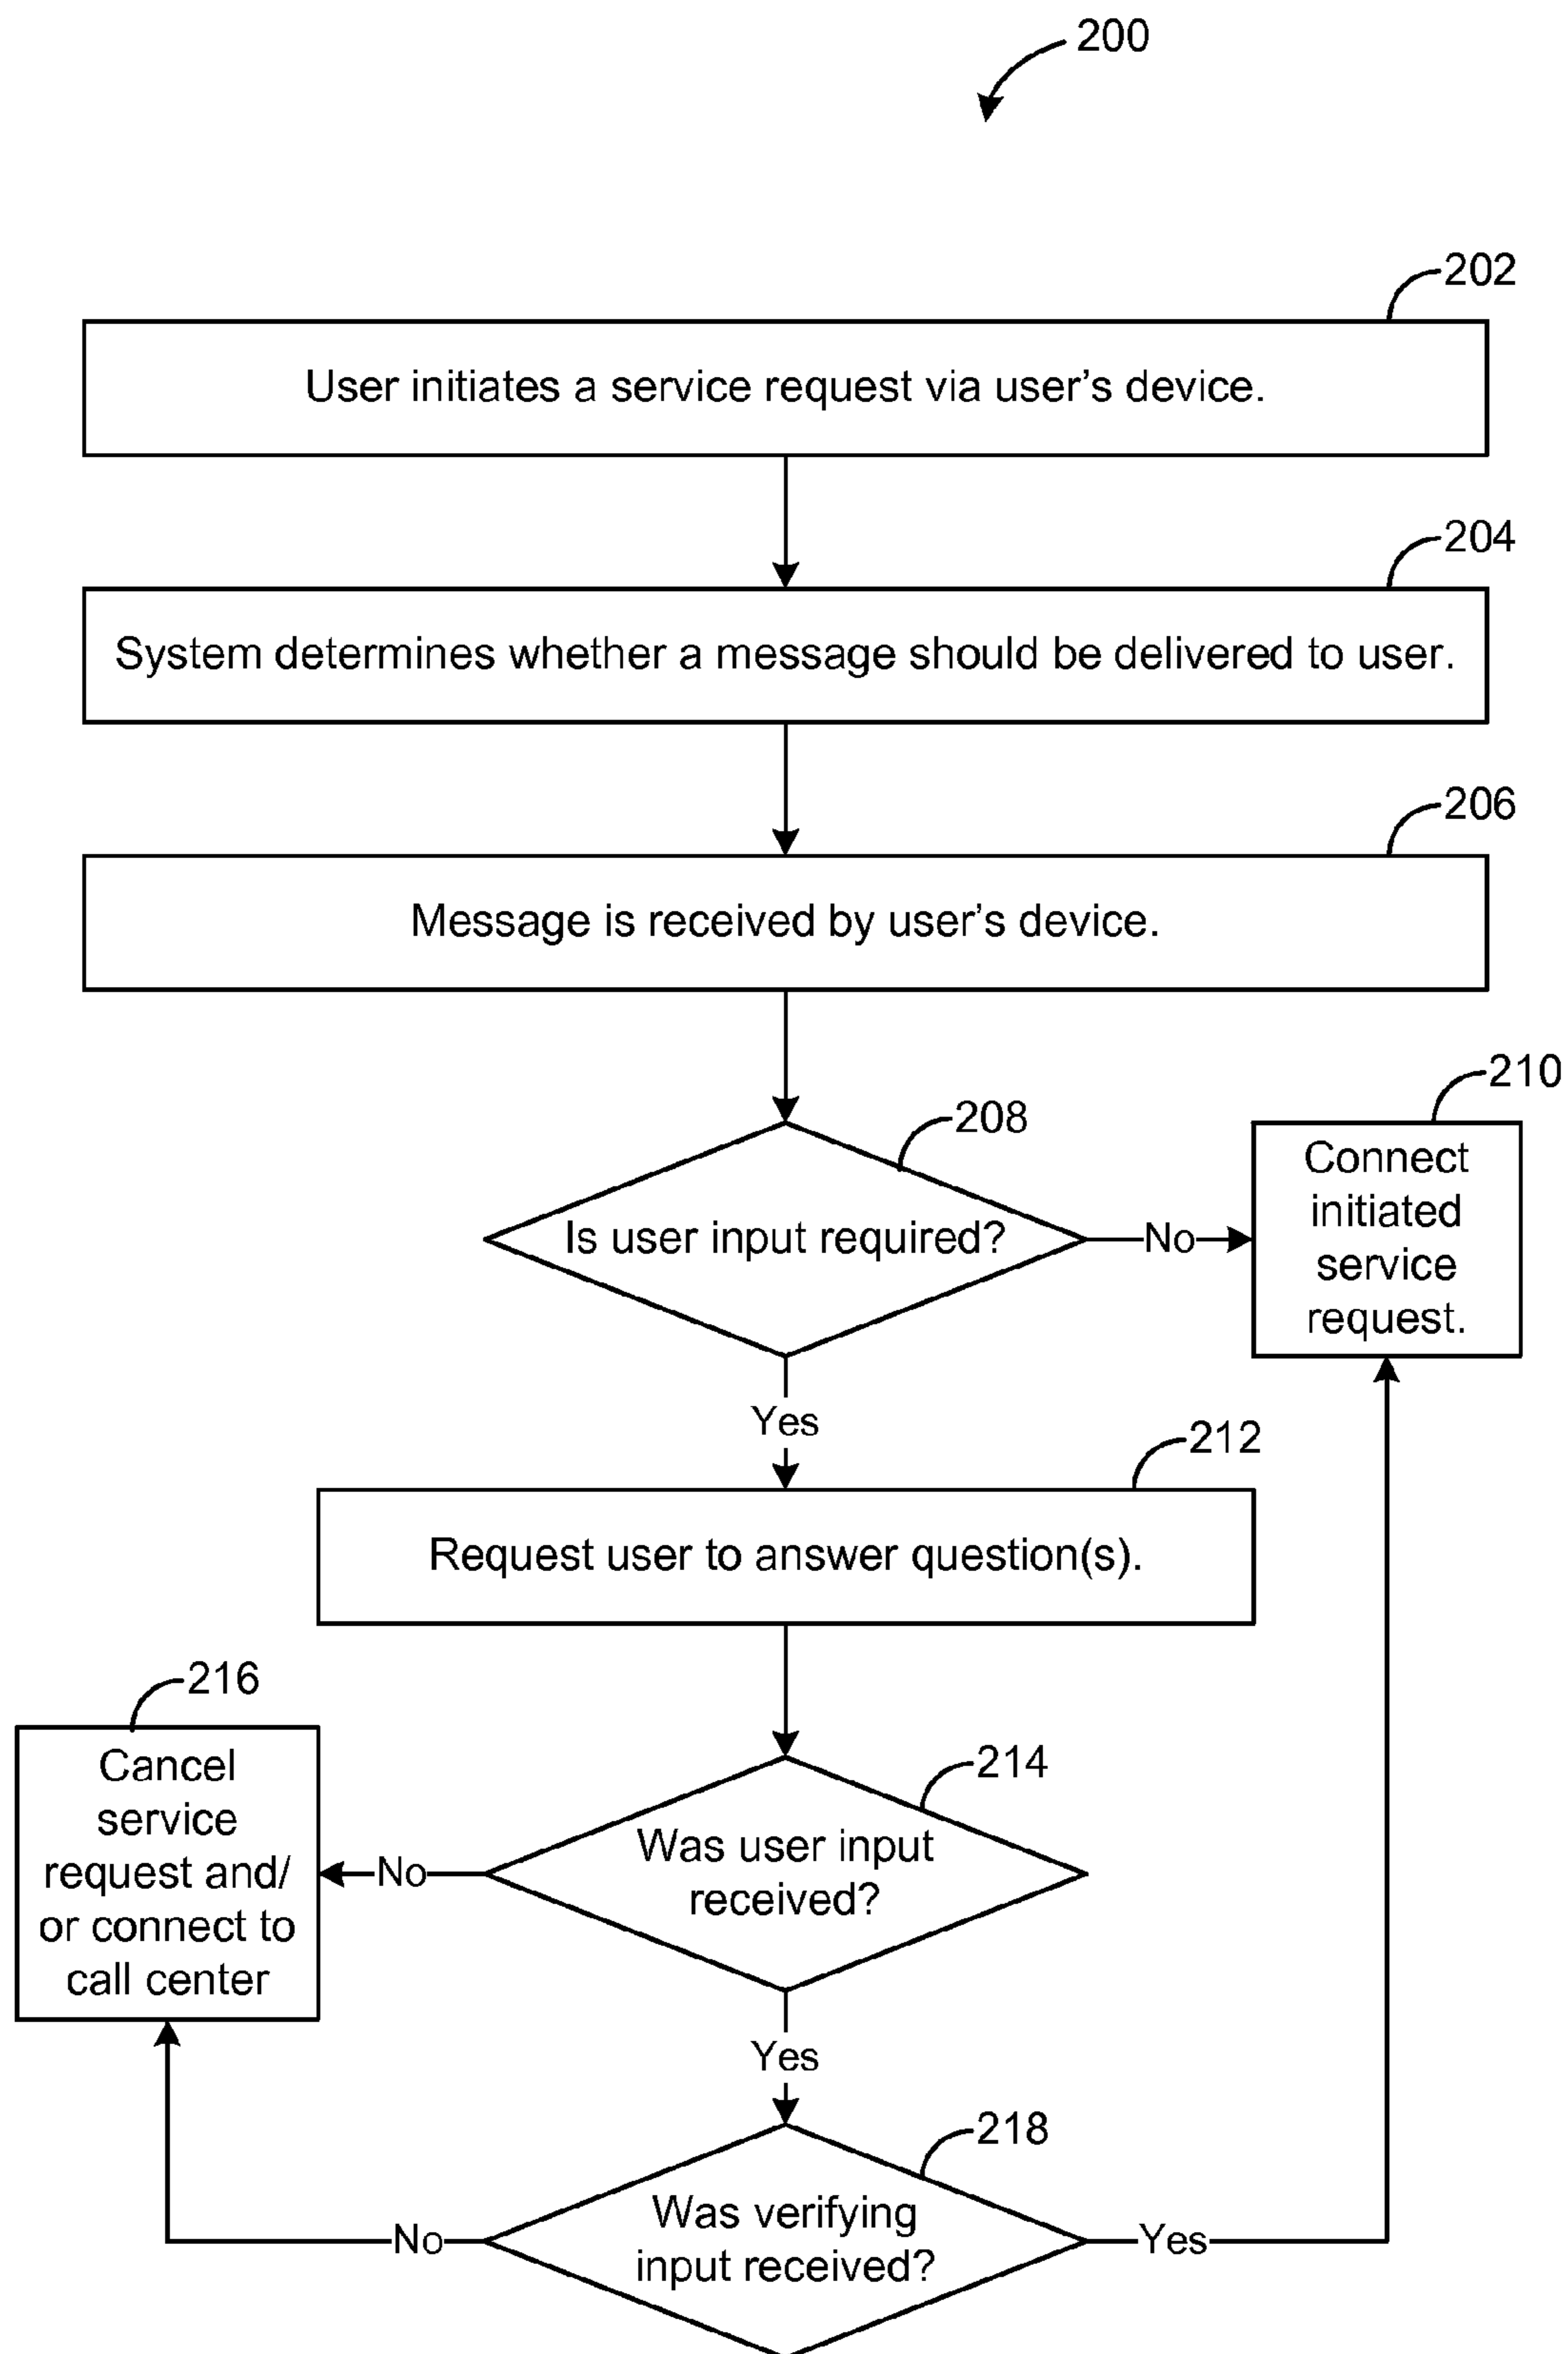 200
202
User initiates a service request via user's device.
204
System determines whether a message should be delivered to user.
206
Message is received by user's device.
208
Is user input required?
No
210
Connect
initiated
service
request.
Yes
212
Request user to answer question(s).
214
Was user input
received?
No
216
Cancel
service
request and/
or connect to
call center
Yes
218
Was verifying
input received?
No
Yes